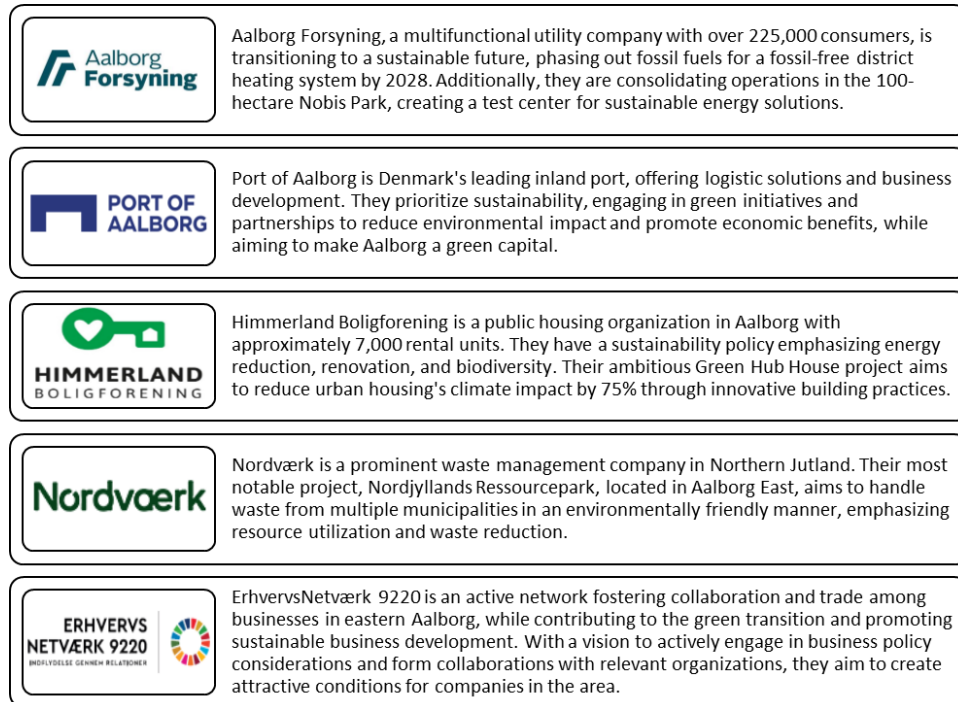 Aalborg
Forsyning
Aalborg Forsyning, a multifunctional utility company with over 225,000 consumers, is
transitioning to a sustainable future, phasing out fossil fuels for a fossil-free district
heating system by 2028. Additionally, they are consolidating operations in the 100-
hectare Nobis Park, creating a test center for sustainable energy solutions.
PORT OF
AALBORG
Port of Aalborg is Denmark's leading inland port, offering logistic solutions and business
development. They prioritize sustainability, engaging in green initiatives and
partnerships to reduce environmental impact and promote economic benefits, while
aiming to make Aalborg a green capital.
HIMMERLAND
BOLIGFORENING
Himmerland Boligforening is a public housing organization in Aalborg with
approximately 7,000 rental units. They have a sustainability policy emphasizing energy
reduction, renovation, and biodiversity. Their ambitious Green Hub House project aims
to reduce urban housing's climate impact by 75% through innovative building practices.
Nordværk
Nordværk is a prominent waste management company in Northern Jutland. Their most
notable project, Nordjyllands Ressourcepark, located in Aalborg East, aims to handle
waste from multiple municipalities in an environmentally friendly manner, emphasizing
resource utilization and waste reduction.
ERHVERVS
NETVÆRK 9220
INDFLYDELSE GENNEM RELATIONER
ErhvervsNetværk 9220 is an active network fostering collaboration and trade among
businesses in eastern Aalborg, while contributing to the green transition and promoting
sustainable business development. With a vision to actively engage in business policy
considerations and form collaborations with relevant organizations, they aim to create
attractive conditions for companies in the area.